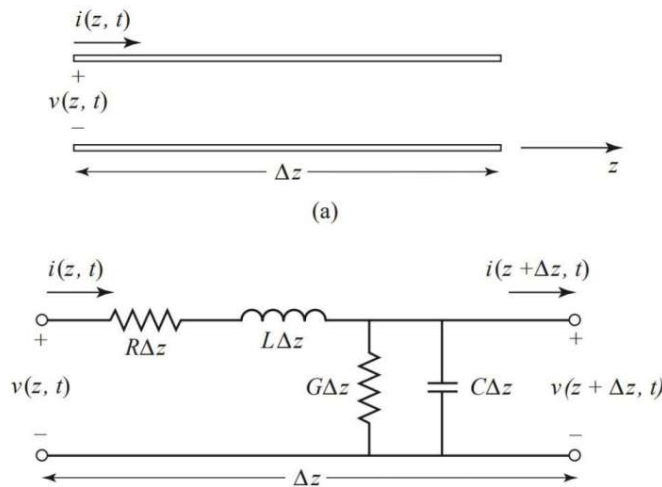 i(z, t)
+
v(z, t)
−
Δz
z
(a)
i(z, t)
i(z +Δz, t)
+
RΔz
LΔz
+
v(z, t)
GΔz
CΔz
v(z + Δz, t)
−
−
Δz